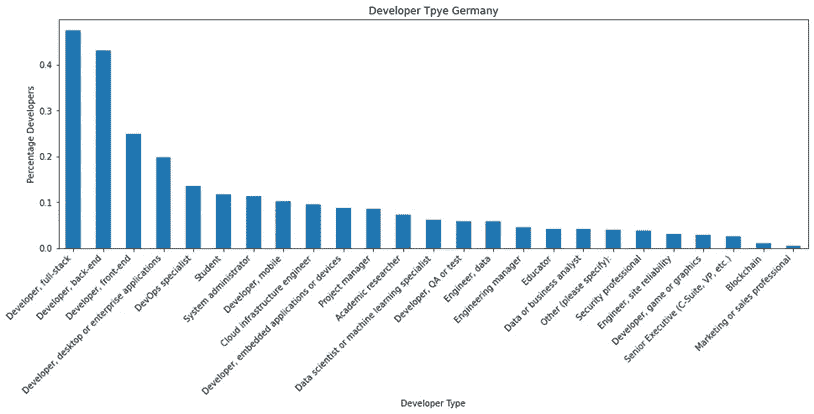 Developer Tpye Germany
Percentage Developers
0.4
0.3
0.2
0.1
0.0
Developer, full-stack
Developer, back-end
Developer, front-end
Developer, desktop or enterprise applications
DevOps specialist
Student
System administrator
Developer, mobile
Cloud infrastructure engineer
Developer, embedded applications or devices
Project manager
Academic researcher
Data scientist or machine learning specialist
Developer, QA or test
Engineer, data
Engineering manager
Educator
Data or business analyst
Other (please specify):
Security professional
Engineer, site reliability
Developer, game or graphics
Senior Executive (C-Suite, VP, etc.)
Blockchain
Marketing or sales professional
Developer Type